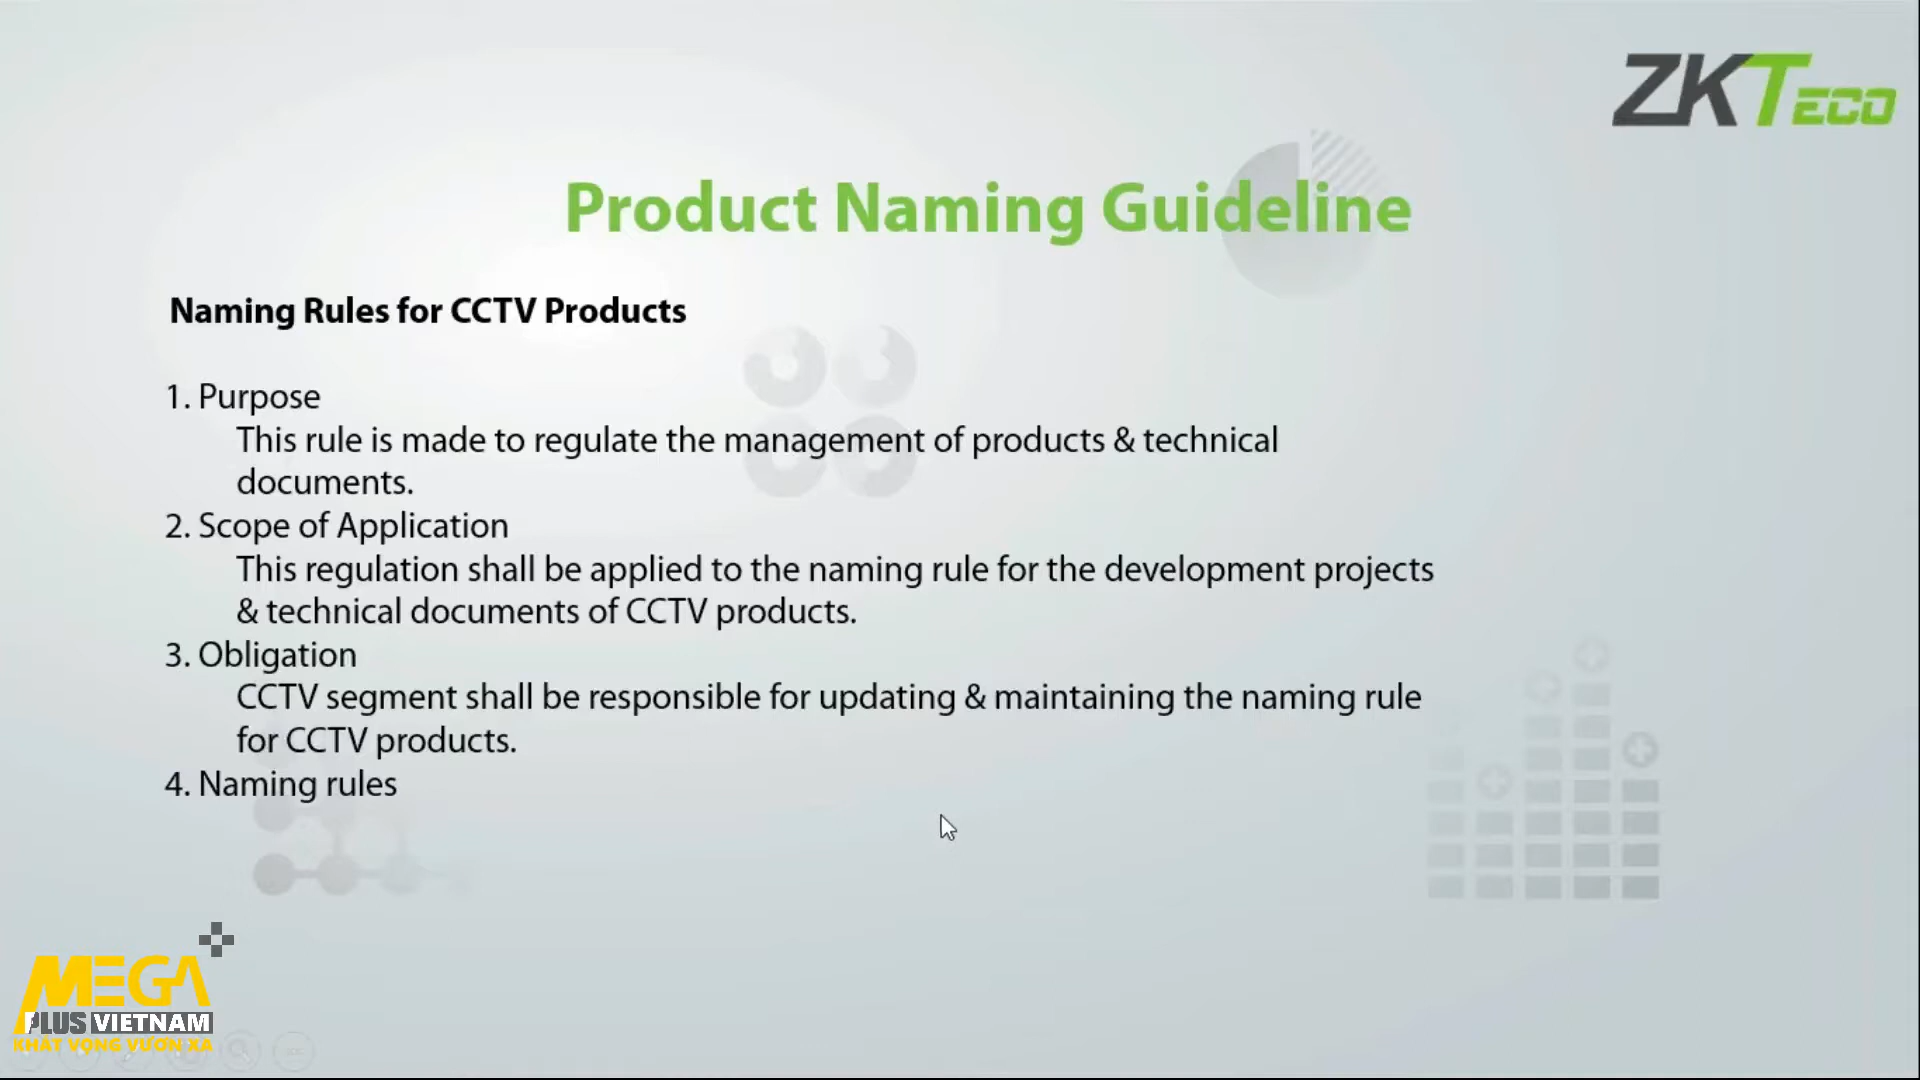 ZKTECO
Product Naming Guideline
Naming Rules for CCTV Products
1. Purpose
This rule is made to regulate the management of products & technical
documents.
2. Scope of Application
This regulation shall be applied to the naming rule for the development projects
& technical documents of CCTV products.
3. Obligation
CCTV segment shall be responsible for updating & maintaining the naming rule
for CCTV products.
4. Naming rules
MEGA
PLUS VIETNAM
KHÁT VỌNG VƯƠN XA